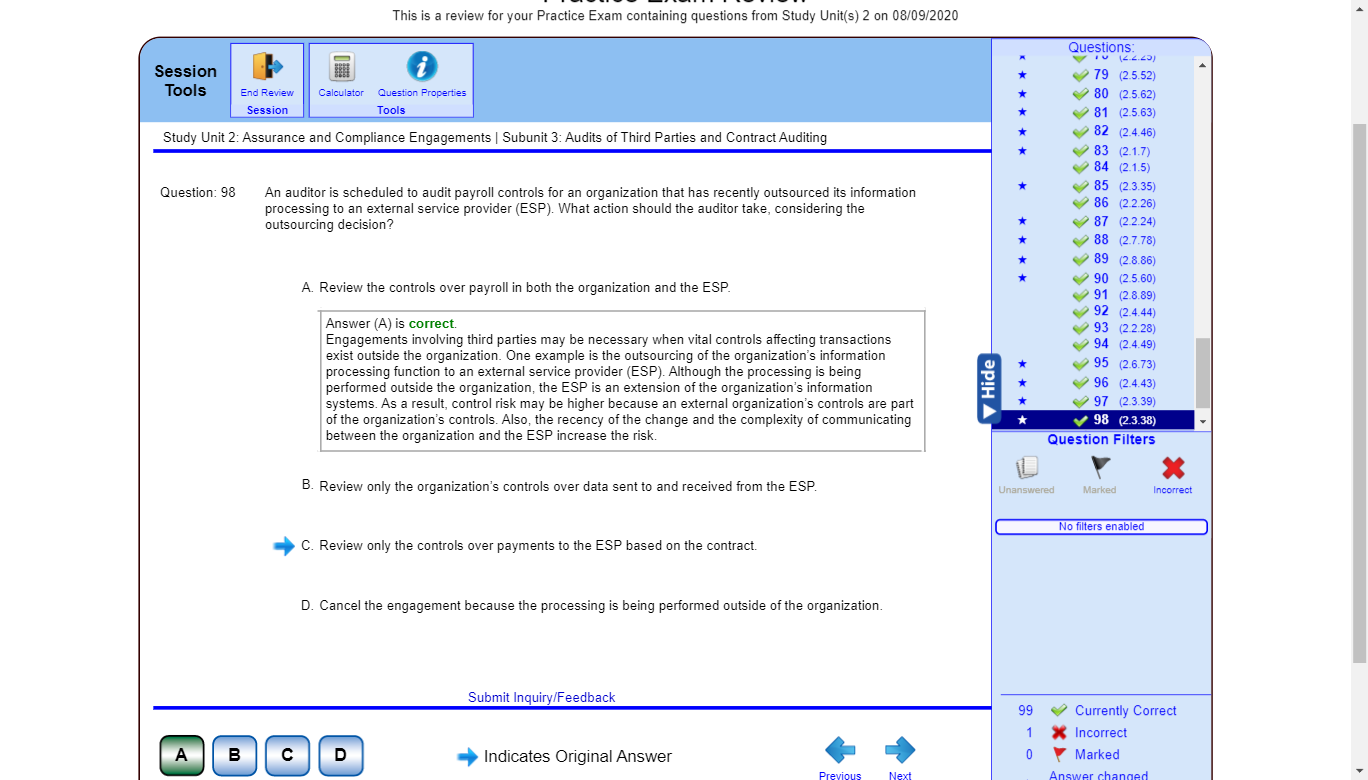 Practice Exam Review
This is a review for your Practice Exam containing questions from Study Unit(s) 2 on 08/09/2020
Session
Tools
End Review
Session
Calculator
Question Properties
Tools
Study Unit 2: Assurance and Compliance Engagements | Subunit 3: Audits of Third Parties and Contract Auditing
Question: 98
An auditor is scheduled to audit payroll controls for an organization that has recently outsourced its information
processing to an external service provider (ESP). What action should the auditor take, considering the
outsourcing decision?
A. Review the controls over payroll in both the organization and the ESP.
Answer (A) is correct.
Engagements involving third parties may be necessary when vital controls affecting transactions
exist outside the organization. One example is the outsourcing of the organization's information
processing function to an external service provider (ESP). Although the processing is being
performed outside the organization, the ESP is an extension of the organization's information
systems. As a result, control risk may be higher because an external organization's controls are part
of the organization's controls. Also, the recency of the change and the complexity of communicating
between the organization and the ESP increase the risk.
B. Review only the organization's controls over data sent to and received from the ESP.
C. Review only the controls over payments to the ESP based on the contract.
D. Cancel the engagement because the processing is being performed outside of the organization.
Submit Inquiry/Feedback
A
B
C
D
Indicates Original Answer
Previous
Next
Questions:
78 (2.2.25)
79 (2.5.52)
80 (2.5.62)
81 (2.5.63)
82 (2.4.46)
83 (2.1.7)
84 (2.1.5)
85 (2.3.35)
86 (2.2.26)
87 (2.2.24)
88 (2.7.78)
89 (2.8.86)
90 (2.5.60)
91 (2.8.89)
92 (2.4.44)
93 (2.2.28)
94 (2.4.49)
95 (2.6.73)
96 (2.4.43)
97 (2.3.39)
98 (2.3.38)
Hide
Question Filters
Unanswered
Marked
Incorrect
No filters enabled
99 Currently Correct
1 Incorrect
0 Marked
Answer changed